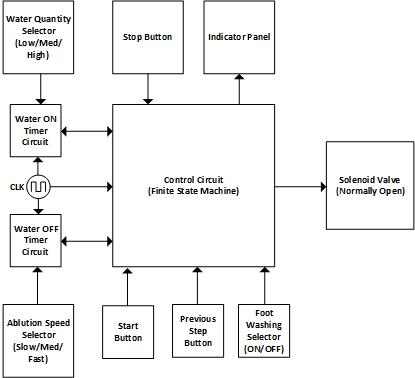 Water Quantity
Selector
(Low/Med/
High)
Stop Button
Indicator Panel
Water ON
Timer
Circuit
CLK
Water OFF
Timer
Circuit
Control Circuit
(Finite State Machine)
Solenoid Valve
(Normally Open)
Ablution Speed
Selector
(Slow/Med/
Fast)
Start
Button
Previous
Step
Button
Foot
Washing
Selector
(ON/OFF)